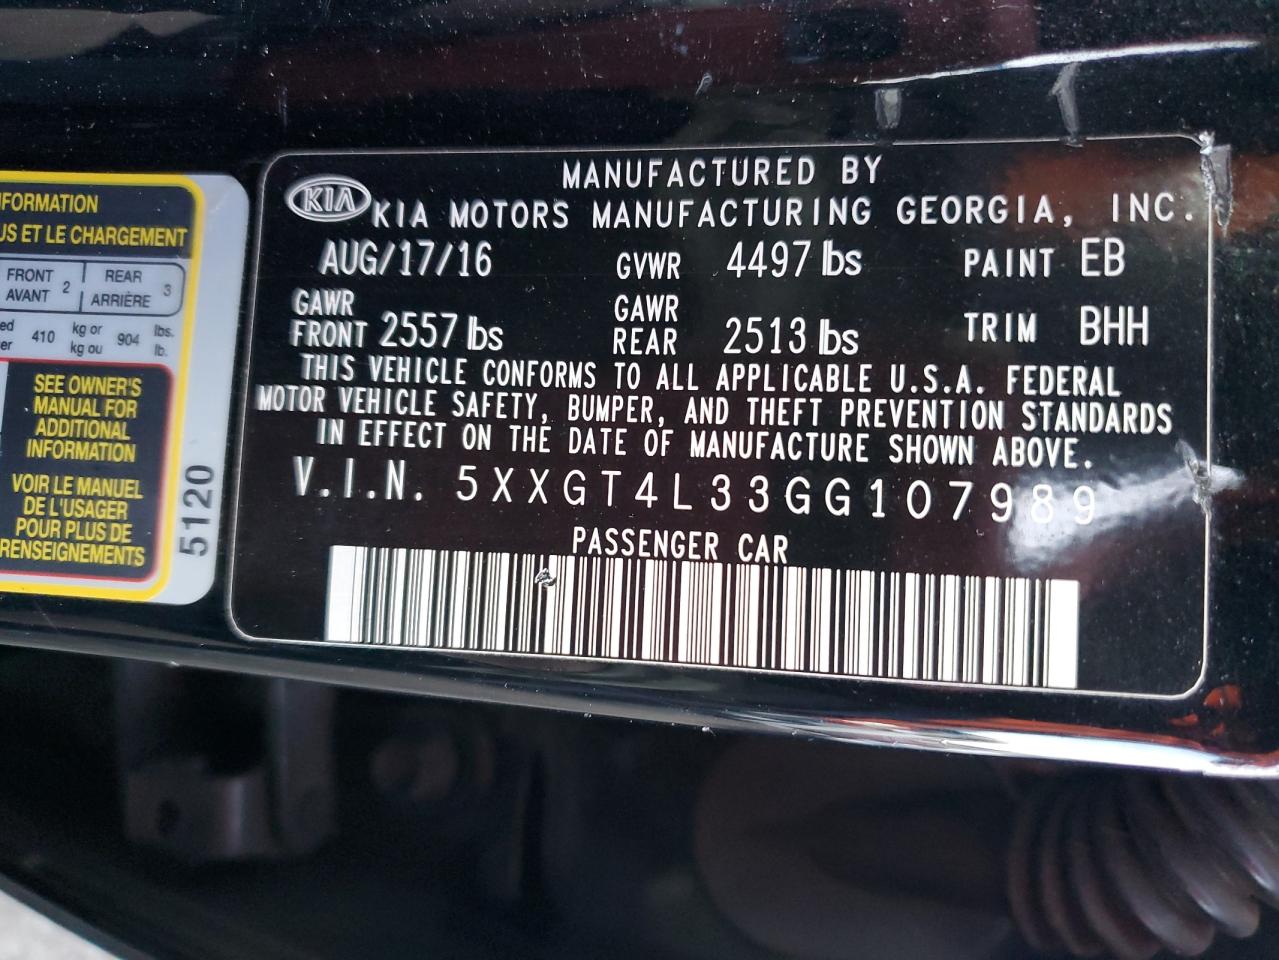 NFORMATION
US ET LE CHARGEMENT
FRONT
AVANT 2
REAR
ARRIÈRE 3
410 kg or
kg ou 904 lbs.
lb.
SEE OWNER'S
MANUAL FOR
ADDITIONAL
INFORMATION
VOIR LE MANUEL
DE L'USAGER
POUR PLUS DE
RENSEIGNEMENTS
5120
KIA
MANUFACTURED BY
KIA MOTORS MANUFACTURING GEORGIA, INC.
AUG/17/16 GVWR 4497 lbs PAINT EB
GAWR
FRONT 2557 lbs
GAWR
REAR 2513 lbs TRIM BHH
THIS VEHICLE CONFORMS TO ALL APPLICABLE U.S.A. FEDERAL
MOTOR VEHICLE SAFETY, BUMPER, AND THEFT PREVENTION STANDARDS
IN EFFECT ON THE DATE OF MANUFACTURE SHOWN ABOVE.
V.I.N. 5XXGT4L33GG107989
PASSENGER CAR